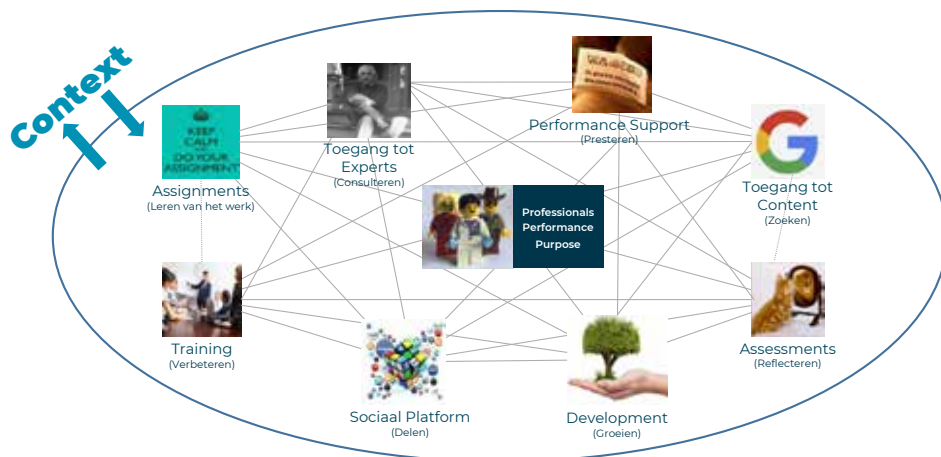 Context
KEEP
CALM
AND
DO YOUR
ASSIGNMENT
Assignments
(Leren van het werk)
Toegang tot
Experts
(Consulteren)
Performance Support
(Presteren)
Toegang tot
Content
(Zoeken)
Professionals
Performance
Purpose
Training
(Verbeteren)
Sociaal Platform
(Delen)
Development
(Groeien)
Assessments
(Reflecteren)